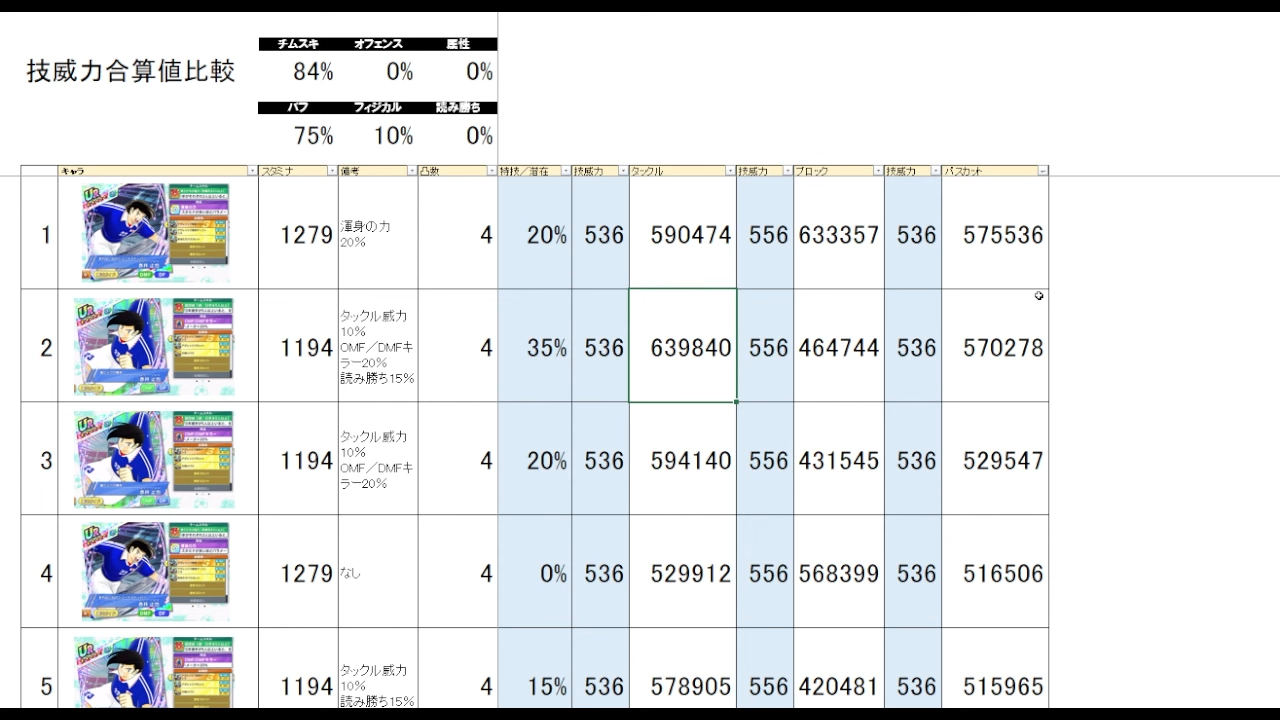 チムスキ オフェンス 属性
技威力合算値比較 84% 0% 0%
バフ フィジカル 読み勝ち
75% 10% 0%
キャラ スタミナ 備考 凸数 特技/潜在 技威力 タックル 技威力 ブロック 技威力 パスカット
1 1279 渾身の力 4 20% 536 590474 556 633357 536 575536
20%
タックル威力
10%
2 1194 OMF/DMFキ 4 35% 536 639840 556 464744 536 570278
ラー20%
読み勝ち15%
タックル威力
10%
3 1194 OMF/DMFキ 4 20% 536 594140 556 431545 536 529547
ラー20%
4 1279 なし 4 0% 536 529912 556 568399 536 516506
タックル威力
5 1194 10% 4 15% 536 578905 556 420481 536 515965
読み勝ち15%